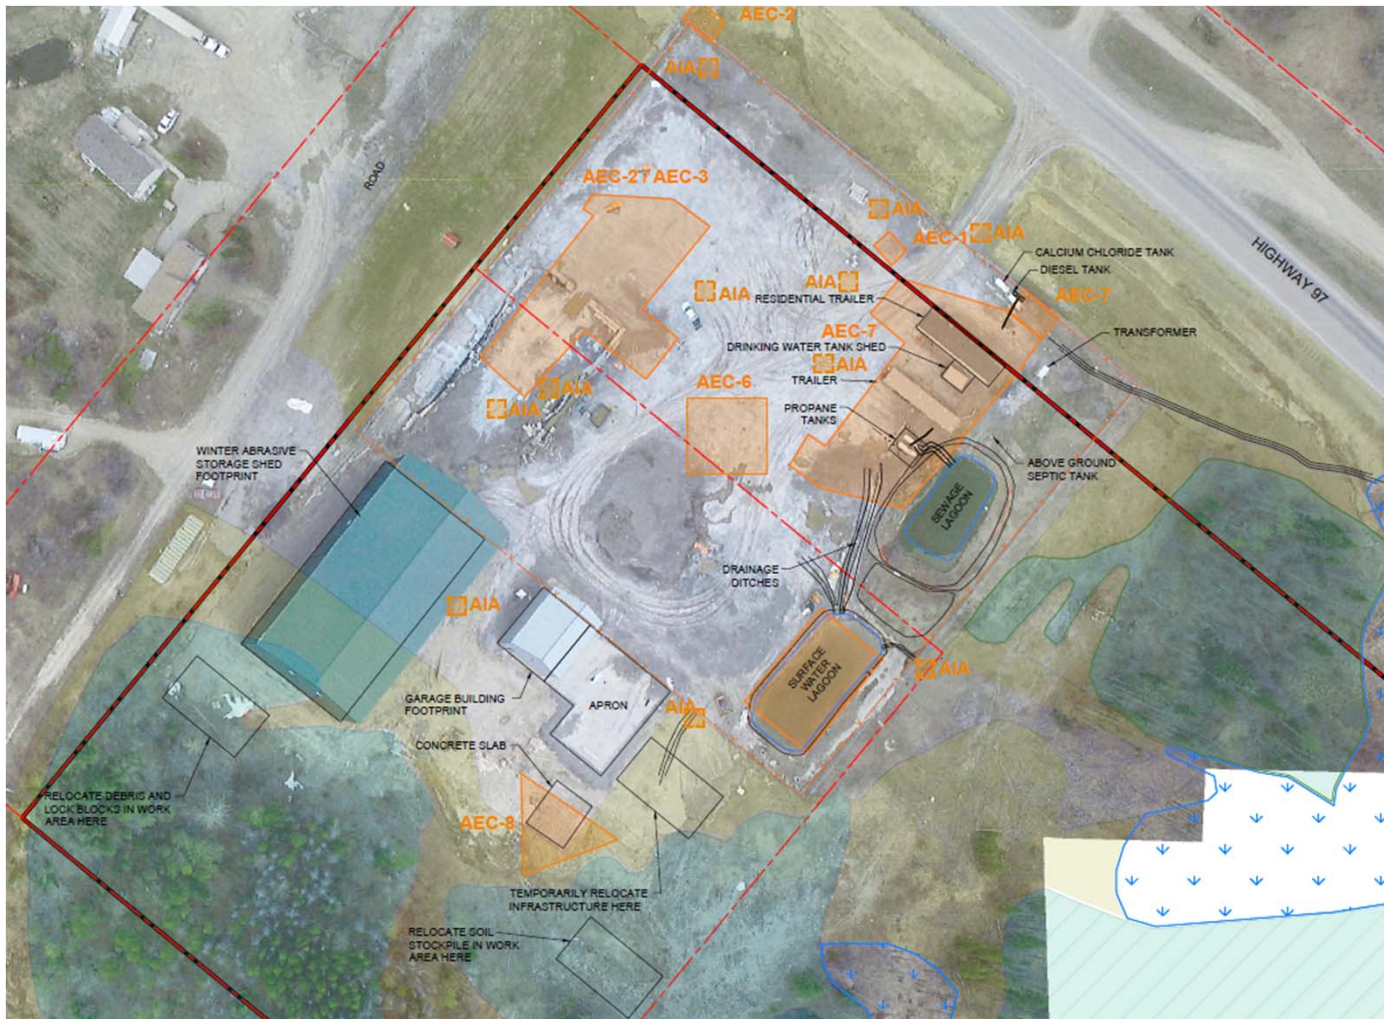 AEC-2
AIA
ROAD
AEC-2? AEC-3
AIA
AEC-1
AIA
HIGHWAY 97
CALCIUM CHLORIDE TANK
DIESEL TANK
AIA
AIA
RESIDENTIAL TRAILER
AEC-7
AEC-7
TRANSFORMER
DRINKING WATER TANK SHED
AIA
TRAILER
AEC-6
AIA
AIA
PROPANE
TANKS
WINTER ABRASIVE
STORAGE SHED
FOOTPRINT
ABOVE GROUND
SEPTIC TANK
SEWAGE
LAGOON
DRAINAGE
DITCHES
AIA
SURFACE
WATER
LAGOON
AIA
GARAGE BUILDING
FOOTPRINT
APRON
AIA
CONCRETE SLAB
RELOCATE DEBRIS AND
LOCK BLOCKS IN WORK
AREA HERE
AEC-8
TEMPORARILY RELOCATE
INFRASTRUCTURE HERE
RELOCATE SOIL
STOCKPILE IN WORK
AREA HERE